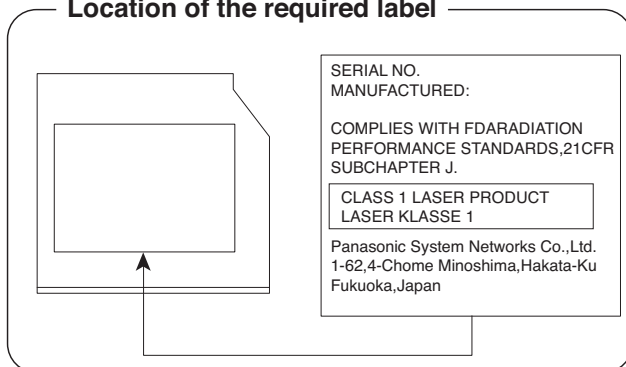 Location of the required label
SERIAL NO.
MANUFACTURED:
COMPLIES WITH FDARADIATION
PERFORMANCE STANDARDS,21CFR
SUBCHAPTER J.
CLASS 1 LASER PRODUCT
LASER KLASSE 1
Panasonic System Networks Co.,Ltd.
1-62,4-Chome Minoshima,Hakata-Ku
Fukuoka,Japan